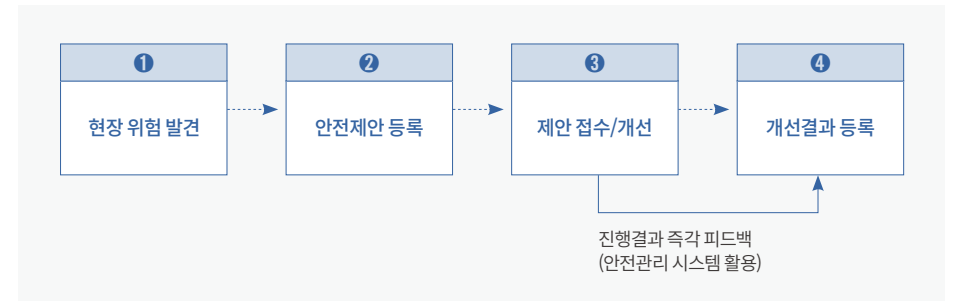 ❶
현장 위험 발견
❷
안전제안 등록
❸
제안 접수/개선
❹
개선결과 등록
진행결과 즉각 피드백
(안전관리 시스템 활용)